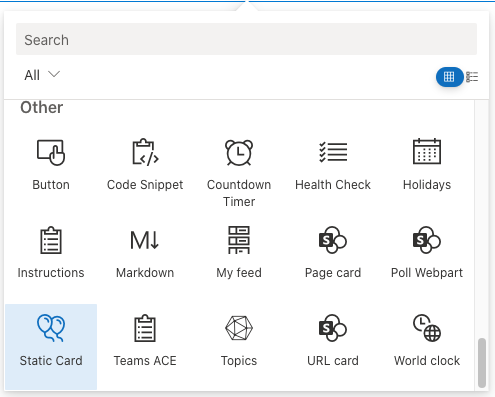 Search
All
Other
Button
Code Snippet
Countdown
Timer
Health Check
Holidays
Instructions
M↓
Markdown
My feed
S
Page card
S
Poll Webpart
Static Card
Teams ACE
Topics
S
URL card
World clock